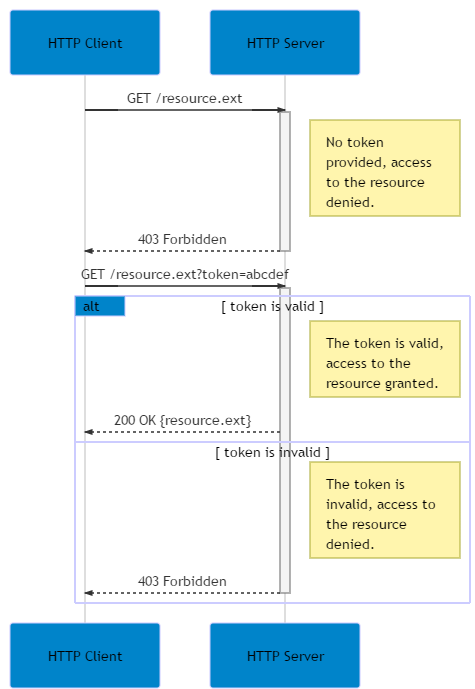 HTTP Client
HTTP Server
GET /resource.ext
No token
provided, access
to the resource
denied.
403 Forbidden
GET /resource.ext?token=abcdef
alt
[ token is valid ]
The token is valid,
access to the
resource granted.
200 OK {resource.ext}
[ token is invalid ]
The token is
invalid, access to
the resource
denied.
403 Forbidden
HTTP Client
HTTP Server